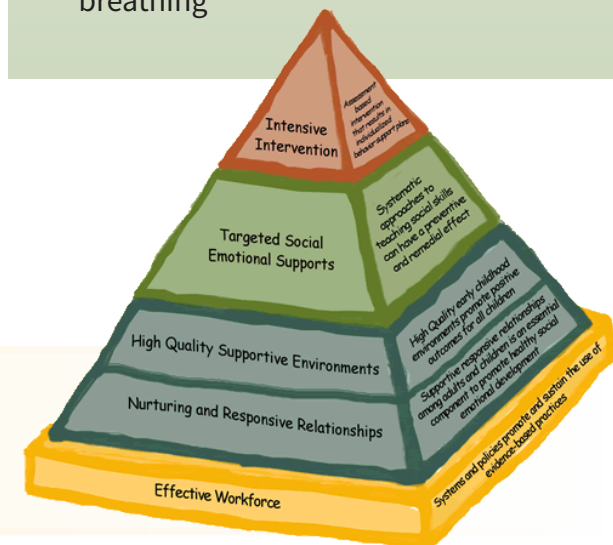 breathing
Intensive
Intervention
Assessment
based
intervention
that results in
individualized
behavior support plans
Targeted Social
Emotional Supports
Systematic
approaches to
teaching social skills
can have a preventive
and remedial effect
High Quality Supportive Environments
High Quality early childhood
environments promote positive
outcomes for all children
Nurturing and Responsive Relationships
Supportive responsive relationships
among adults and children is an essential
component to promote healthy social
emotional development
Effective Workforce
Systems and policies promote and sustain the use of
evidence-based practices